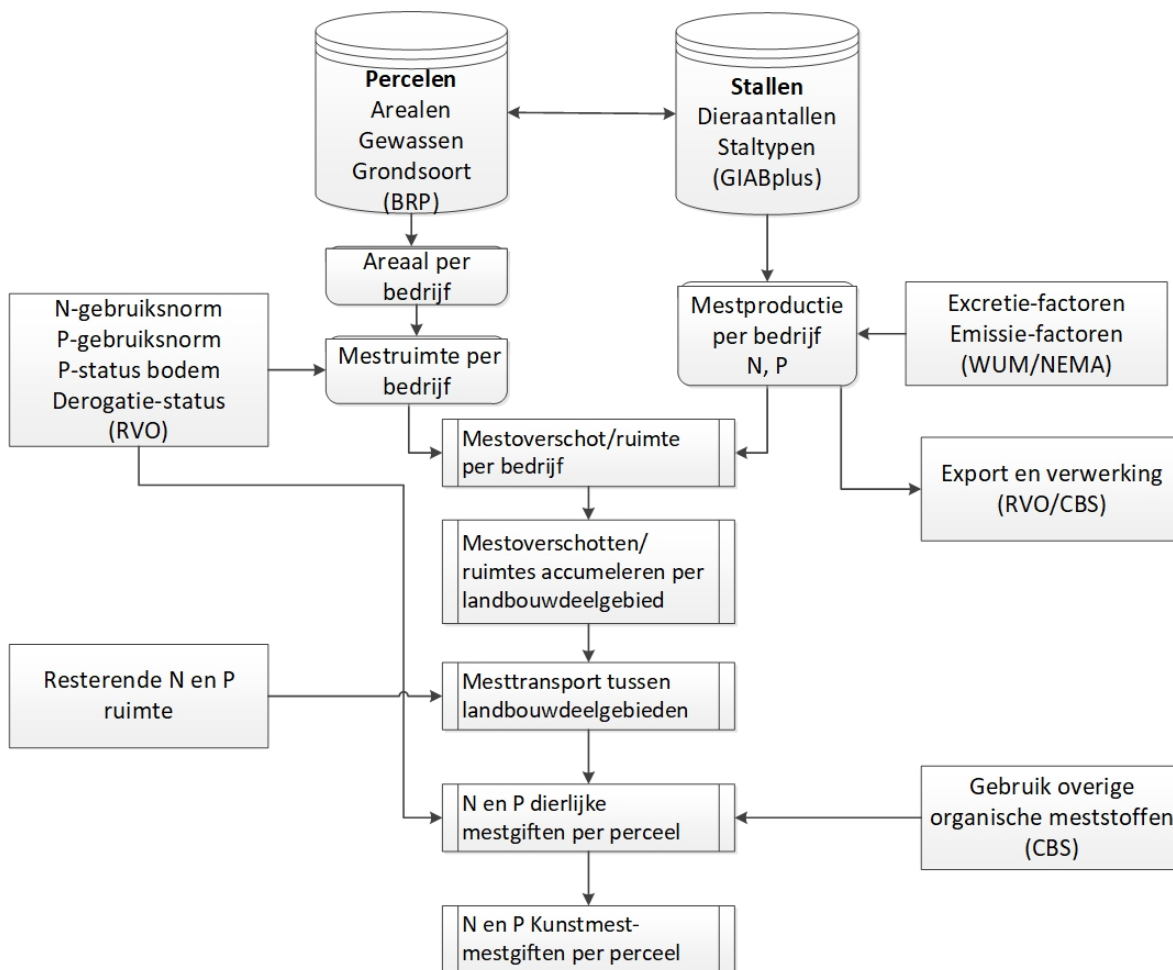 Percelen
Arealen
Gewassen
Grondsoort
(BRP)
Stallen
Dieraantallen
Staltypen
(GIABplus)
Areaal per
bedrijf
N-gebruiksnorm
P-gebruiksnorm
P-status bodem
Derogatie-status
(RVO)
Mestruimte per
bedrijf
Mestproductie
per bedrijf
N, P
Excretie-factoren
Emissie-factoren
(WUM/NEMA)
Mestoverschot/ruimte
per bedrijf
Export en verwerking
(RVO/CBS)
Mestoverschotten/
ruimtes accumeleren per
landbouwdeelgebied
Resterende N en P
ruimte
Mesttransport tussen
landbouwdeelgebieden
N en P dierlijke
mestgiften per perceel
Gebruik overige
organische meststoffen
(CBS)
N en P Kunstmest-
mestgiften per perceel